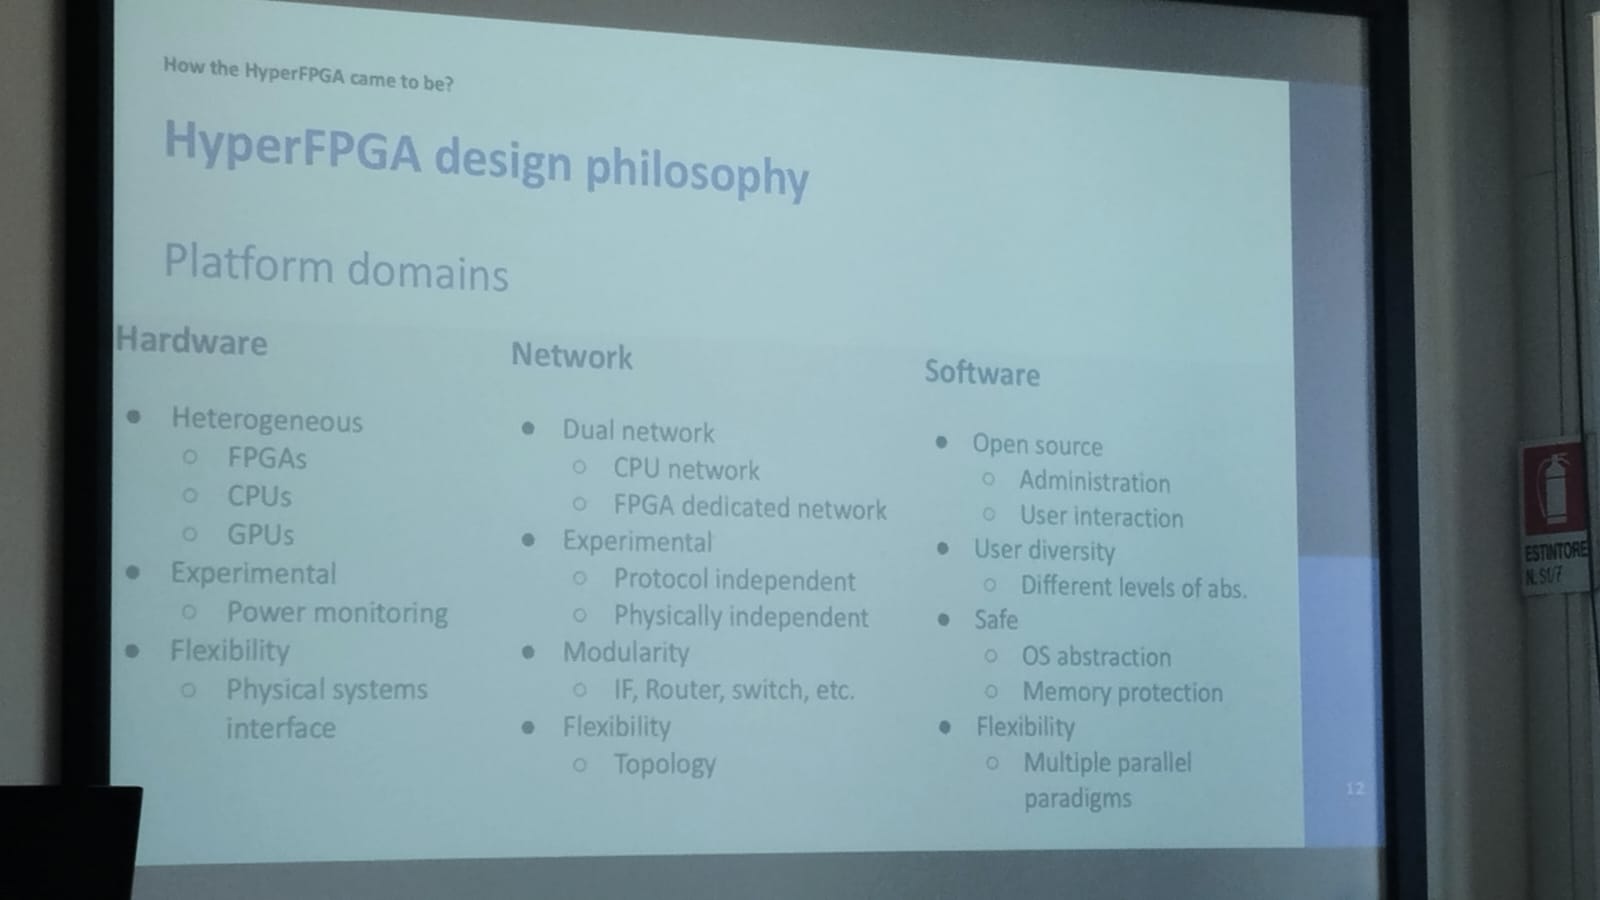 How the HyperFPGA came to be?
HyperFPGA design philosophy
Platform domains
Hardware
● Heterogeneous
○ FPGAs
○ CPUs
○ GPUs
● Experimental
○ Power monitoring
● Flexibility
○ Physical systems
interface
Network
● Dual network
○ CPU network
○ FPGA dedicated network
● Experimental
○ Protocol independent
○ Physically independent
● Modularity
○ IF, Router, switch, etc.
● Flexibility
○ Topology
Software
● Open source
○ Administration
○ User interaction
● User diversity
○ Different levels of abs.
● Safe
○ OS abstraction
○ Memory protection
● Flexibility
○ Multiple parallel
paradigms
12
ESTINTORE